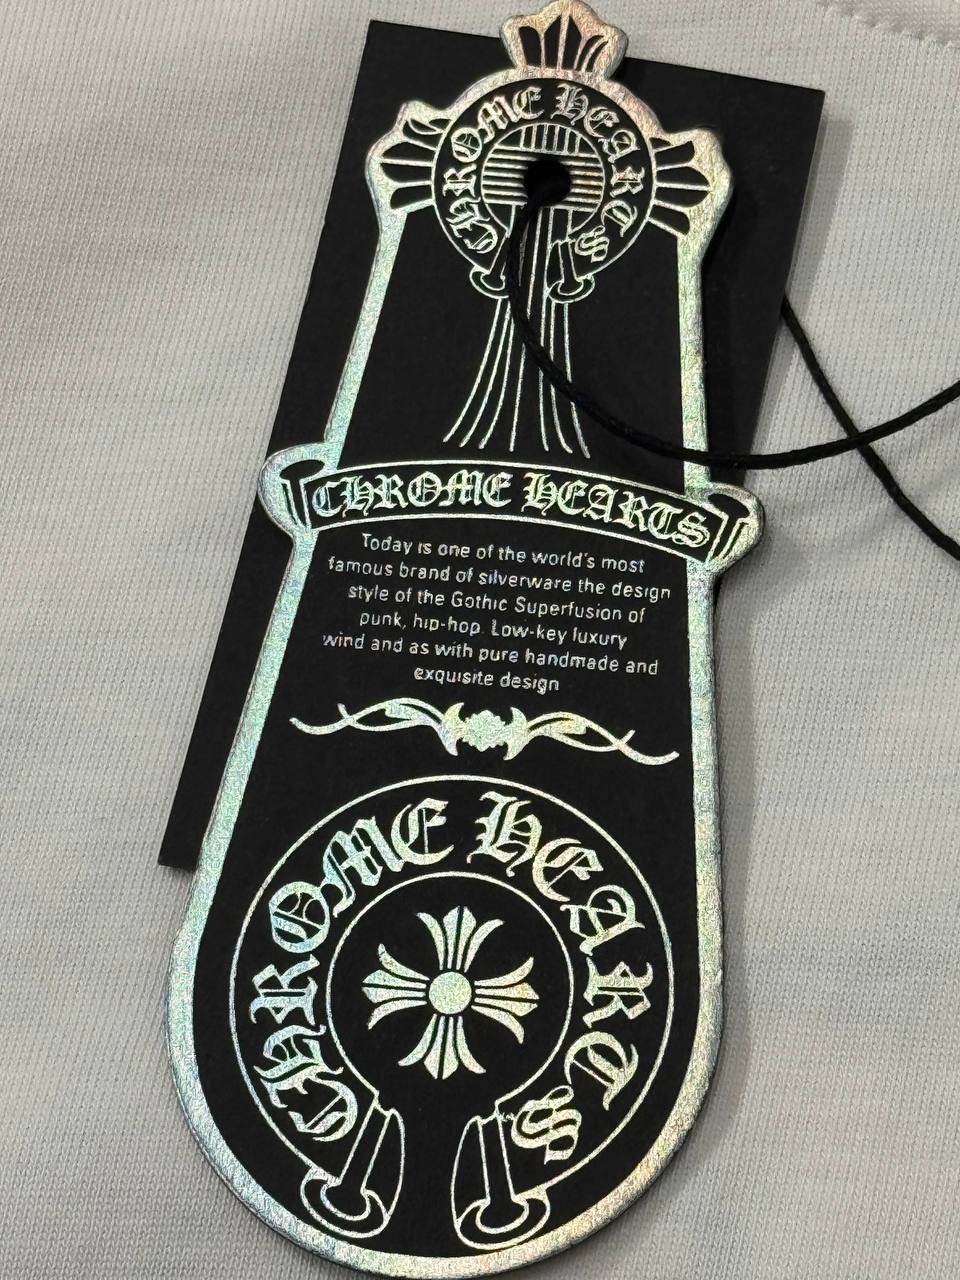 CHROME HEARTS
CHROME HEARTS
Today is one of the world's most
famous brand of silverware the design
style of the Gothic Superfusion of
punk, hip-hop. Low-key luxury
wind and as with pure handmade and
exquisite design
CHROME HEARTS